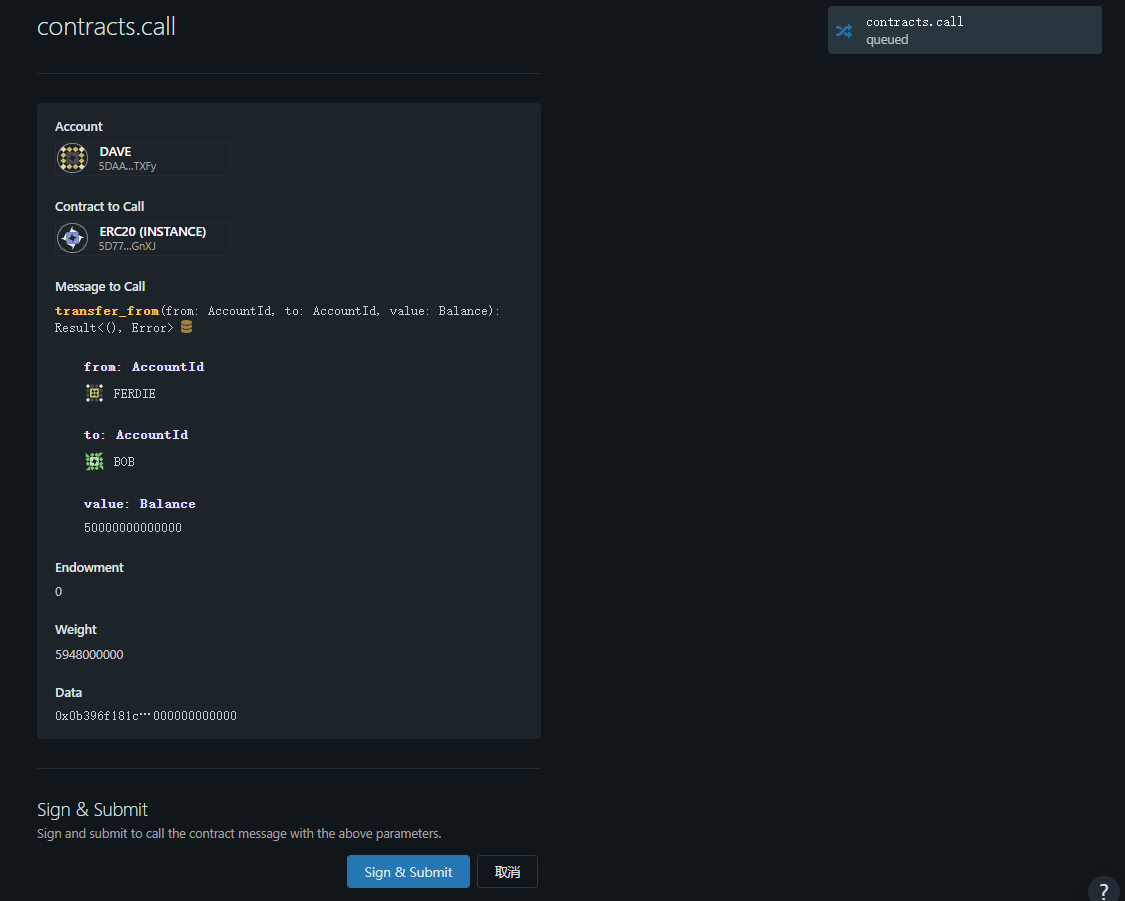 contracts.call
contracts.call
queued
Account
DAVE
5DAA...TXFy
Contract to Call
ERC20 (INSTANCE)
5D77...GnXJ
Message to Call
transfer_from(from: AccountId, to: AccountId, value: Balance):
Result<(), Error>
from: AccountId
FERDIE
to: AccountId
BOB
value: Balance
50000000000000
Endowment
0
Weight
5948000000
Data
0x0b396f181c…000000000000
Sign & Submit
Sign and submit to call the contract message with the above parameters.
Sign & Submit
取消
?